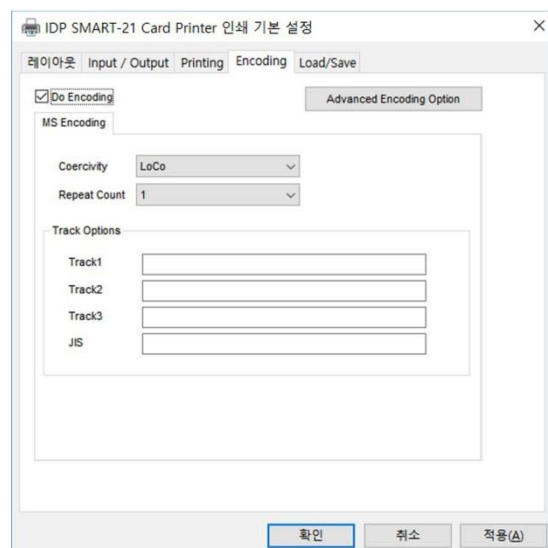 IDP SMART-21 Card Printer 인쇄 기본 설정
레이아웃 Input / Output Printing Encoding Load/Save
Do Encoding Advanced Encoding Option
MS Encoding
Coercivity LoCo
Repeat Count 1
Track Options
Track1
Track2
Track3
JIS
확인 취소 적용(A)